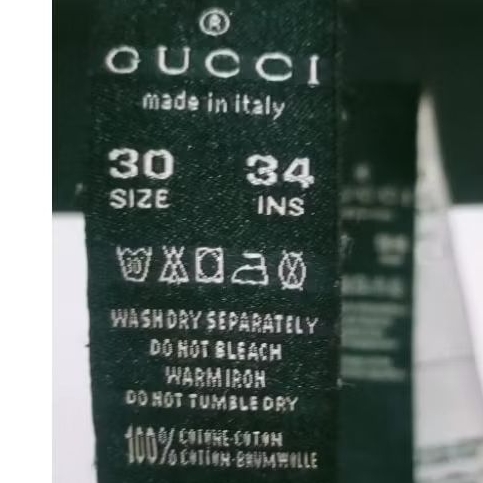 ®
GUCCI
made in italy
30 34
SIZE INS
30
WASH DRY SEPARATELY
DO NOT BLEACH
WARM IRON
DO NOT TUMBLE DRY
100% COTONE-COTON
COTTON-BAUMWOLLE